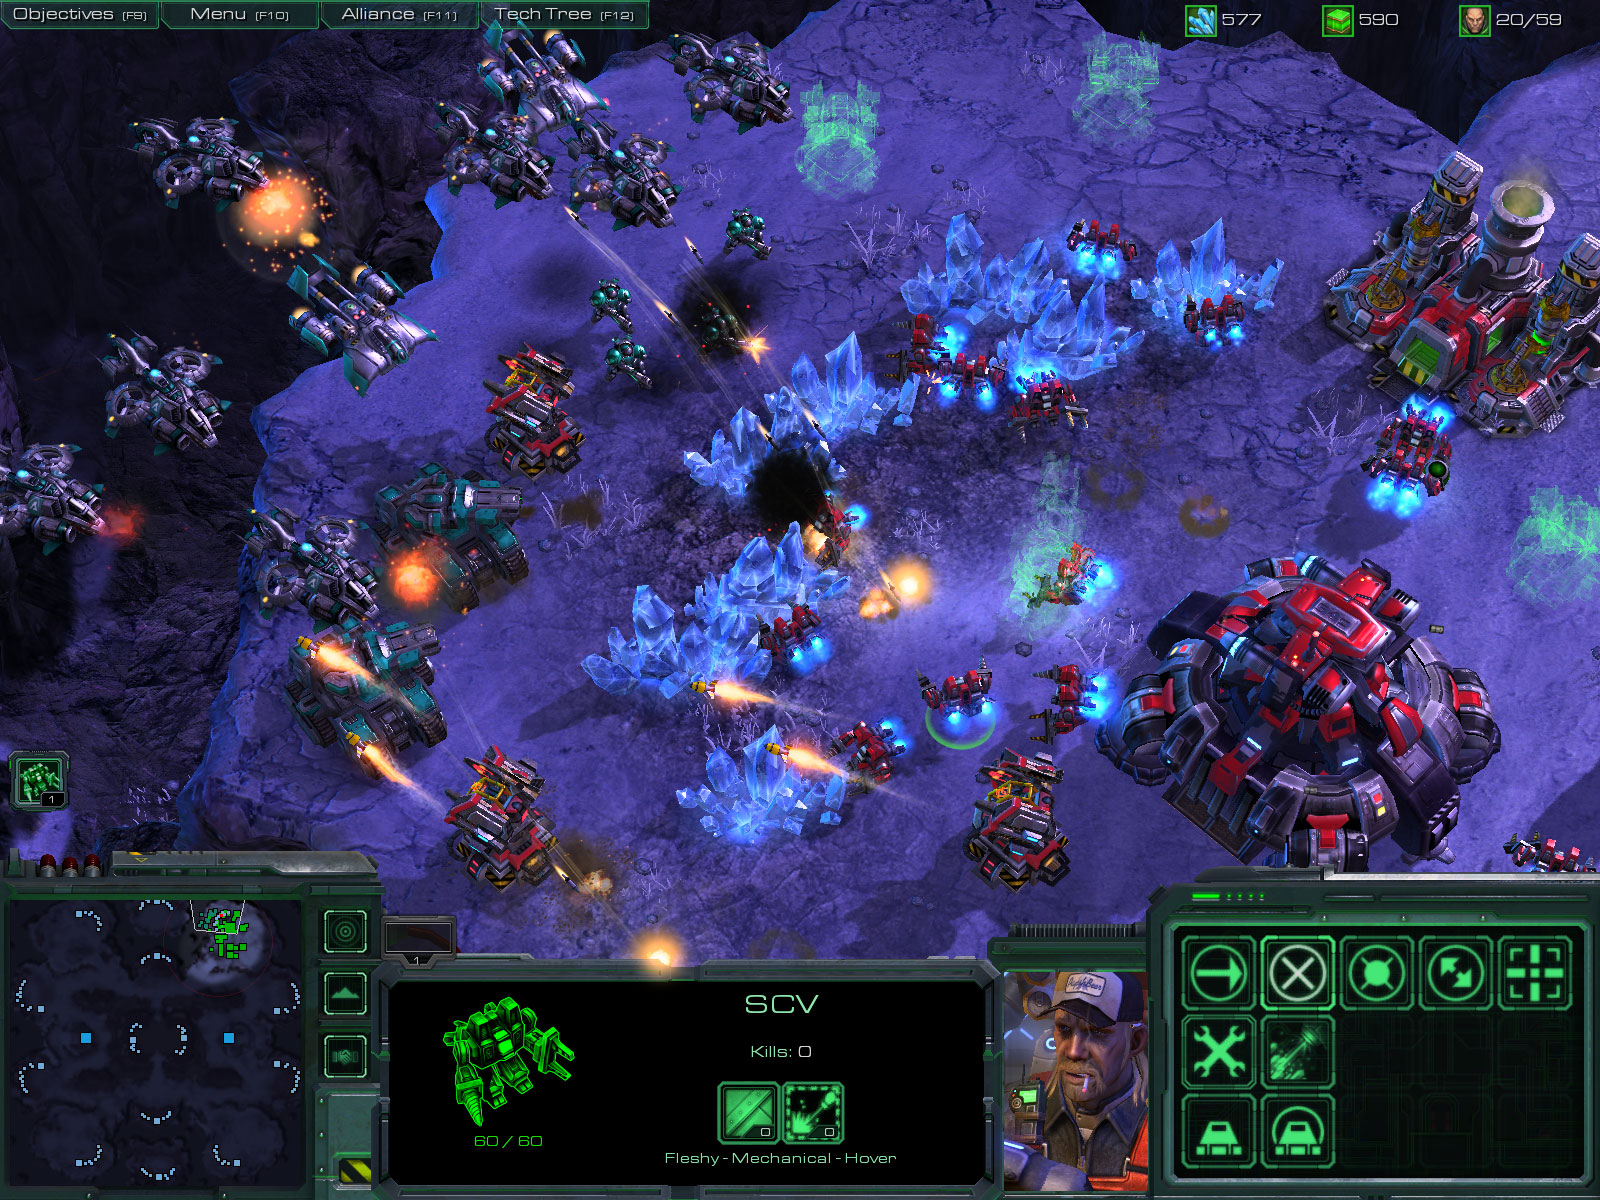 Objectives (F9) Menu (F10) Alliance (F11) Tech Tree (F12) 577 590 20/59
1
1
SCV
Kills: 0
0 0
60 / 60
Fleshy - Mechanical - Hover